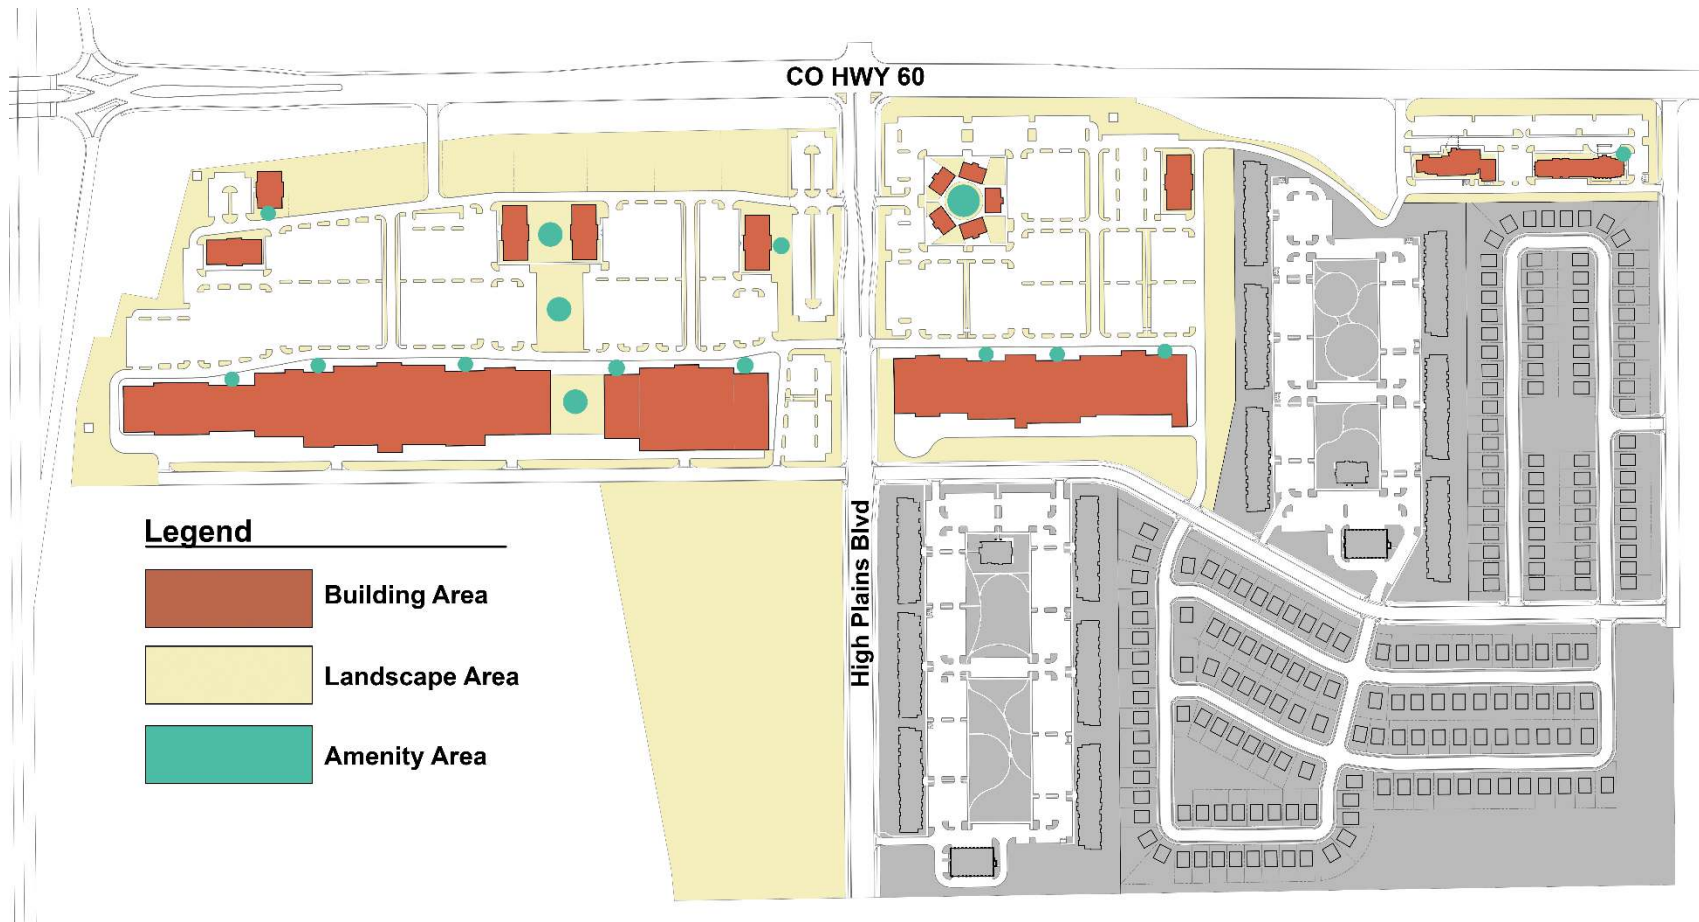 CO HWY 60
High Plains Blvd
Legend
Building Area
Landscape Area
Amenity Area